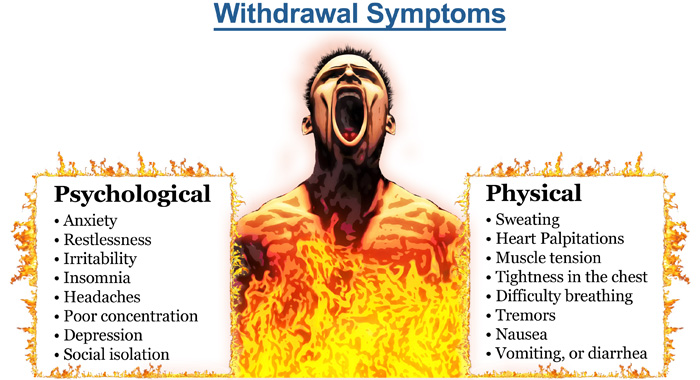 Withdrawal Symptoms
Psychological
• Anxiety
• Restlessness
• Irritability
• Insomnia
• Headaches
• Poor concentration
• Depression
• Social isolation
Physical
• Sweating
• Heart Palpitations
• Muscle tension
• Tightness in the chest
• Difficulty breathing
• Tremors
• Nausea
• Vomiting, or diarrhea